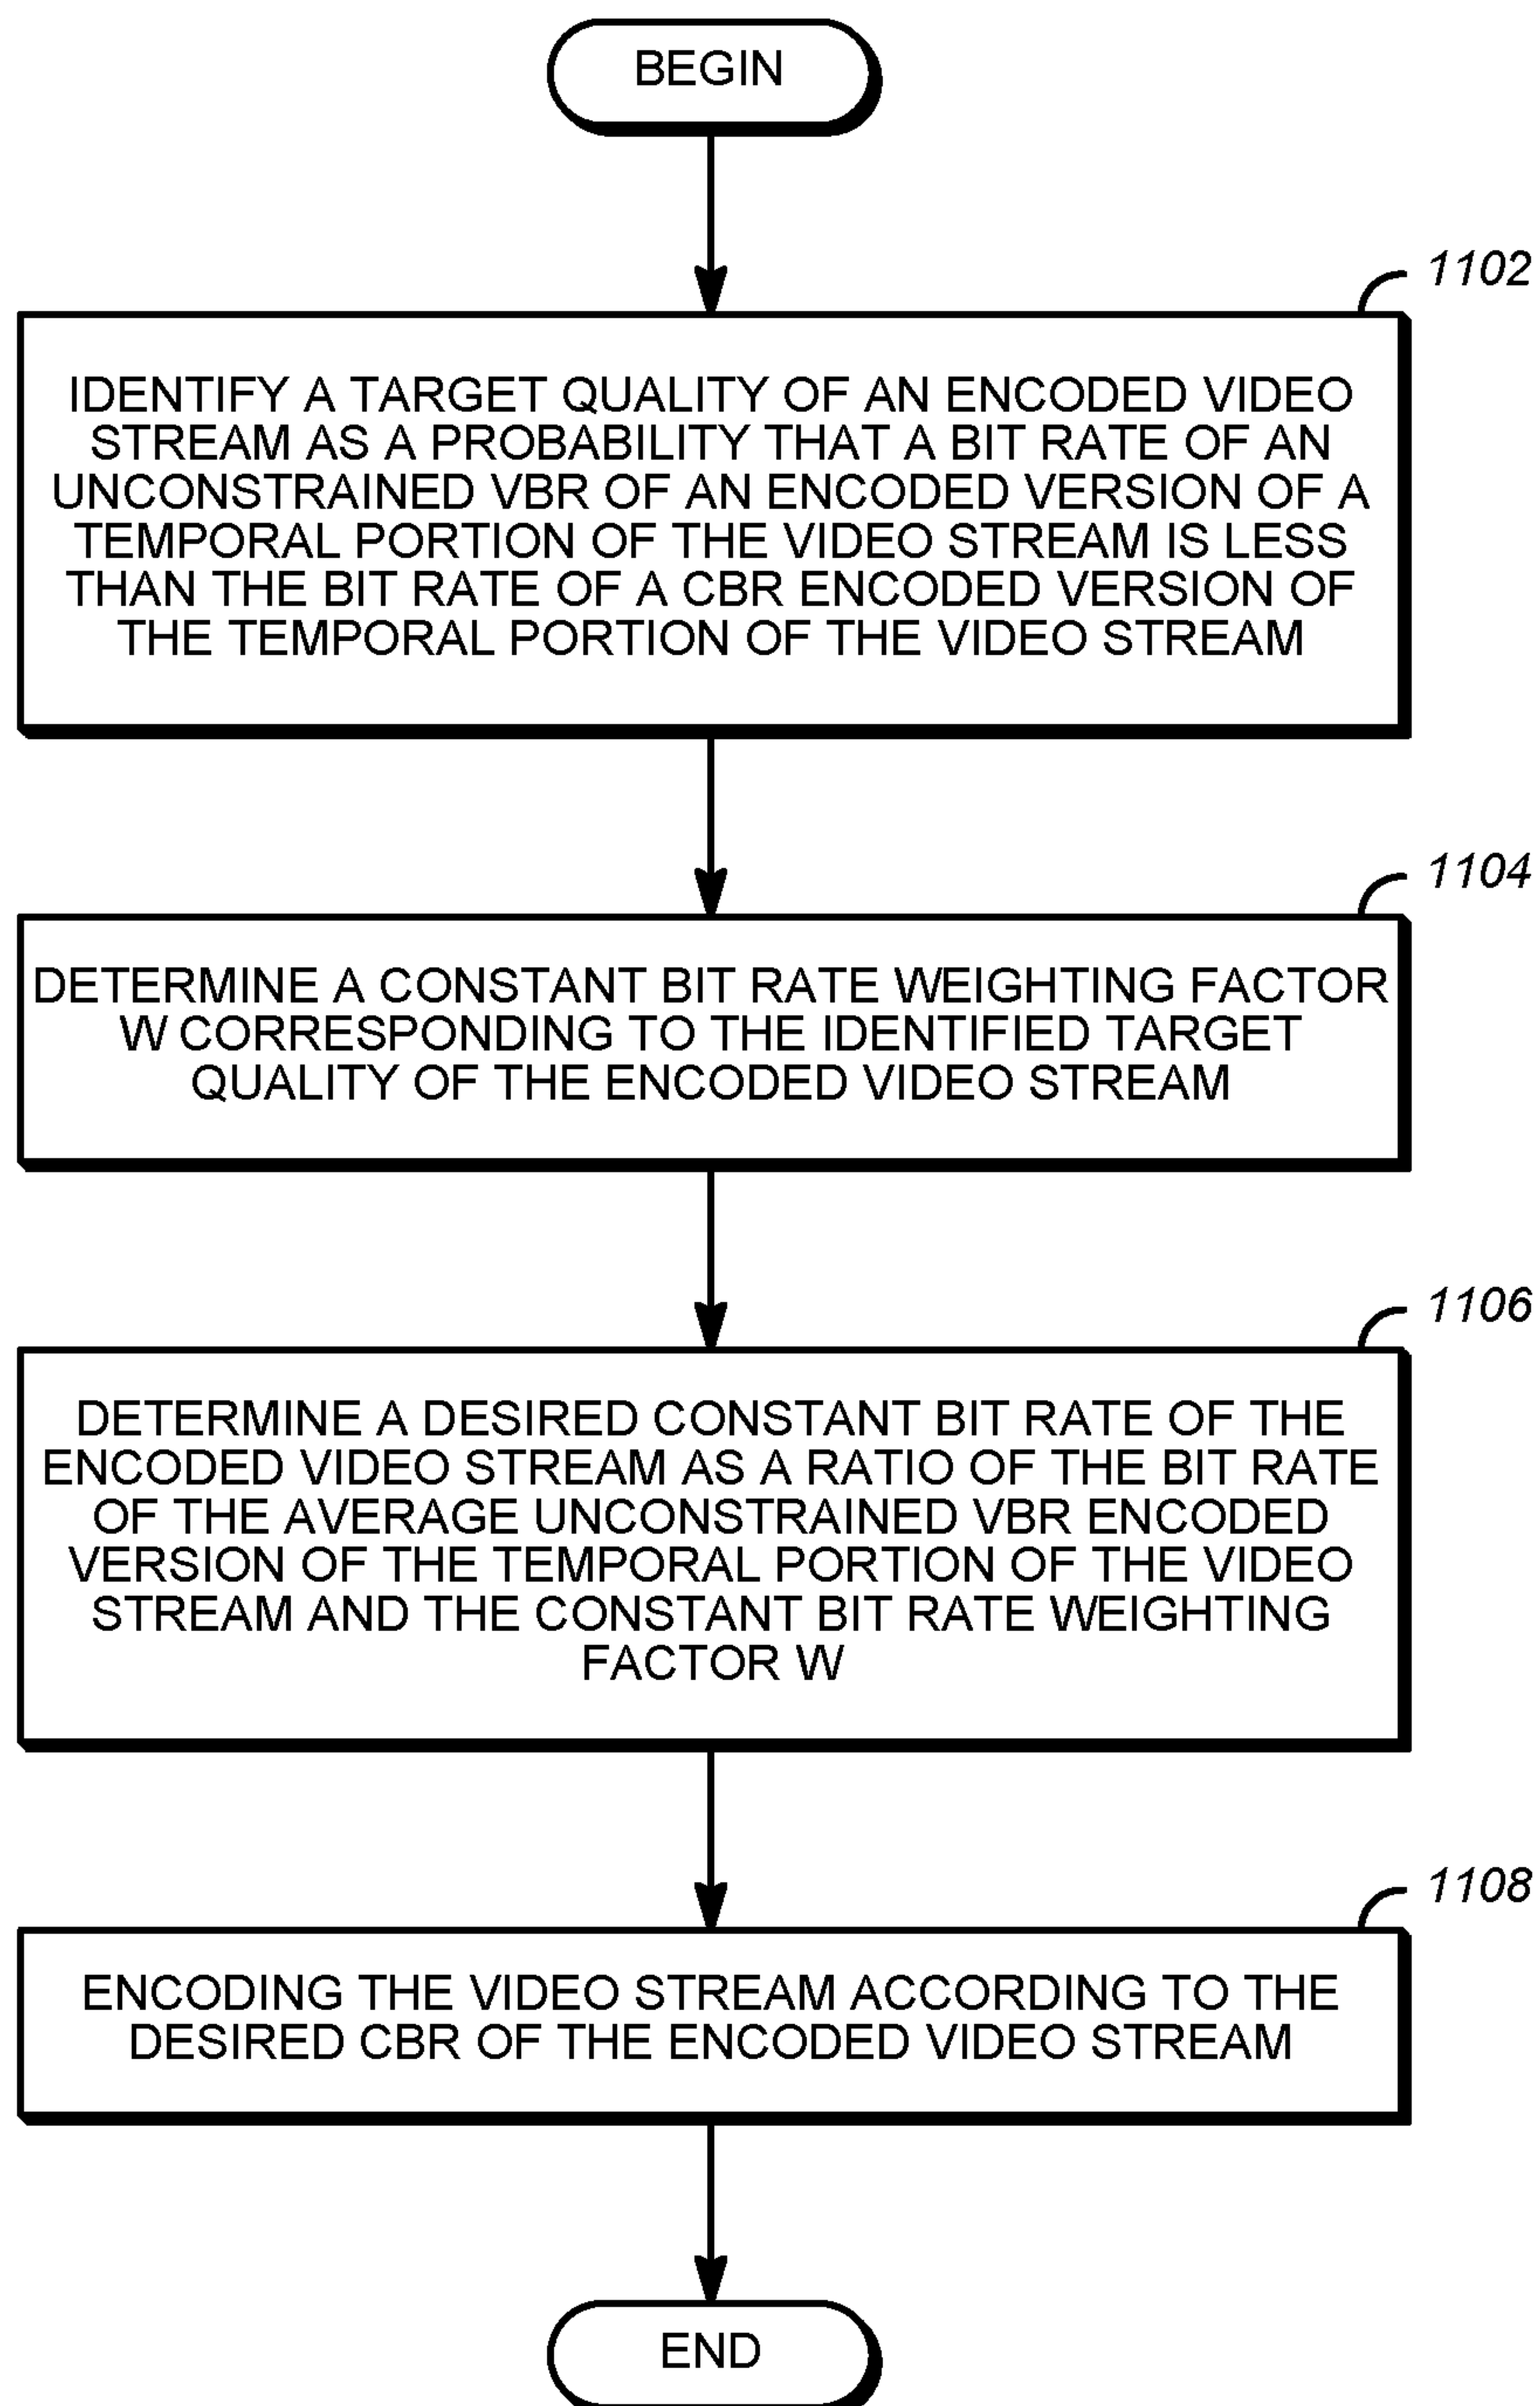 BEGIN
1102
IDENTIFY A TARGET QUALITY OF AN ENCODED VIDEO
STREAM AS A PROBABILITY THAT A BIT RATE OF AN
UNCONSTRAINED VBR OF AN ENCODED VERSION OF A
TEMPORAL PORTION OF THE VIDEO STREAM IS LESS
THAN THE BIT RATE OF A CBR ENCODED VERSION OF
THE TEMPORAL PORTION OF THE VIDEO STREAM
1104
DETERMINE A CONSTANT BIT RATE WEIGHTING FACTOR
W CORRESPONDING TO THE IDENTIFIED TARGET
QUALITY OF THE ENCODED VIDEO STREAM
1106
DETERMINE A DESIRED CONSTANT BIT RATE OF THE
ENCODED VIDEO STREAM AS A RATIO OF THE BIT RATE
OF THE AVERAGE UNCONSTRAINED VBR ENCODED
VERSION OF THE TEMPORAL PORTION OF THE VIDEO
STREAM AND THE CONSTANT BIT RATE WEIGHTING
FACTOR W
1108
ENCODING THE VIDEO STREAM ACCORDING TO THE
DESIRED CBR OF THE ENCODED VIDEO STREAM
END